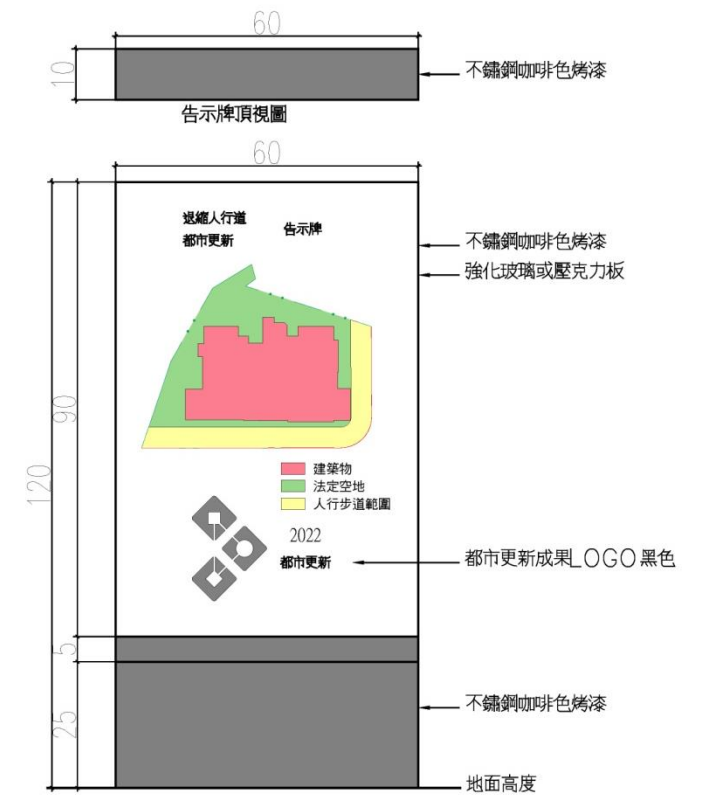 60
10
不鏽鋼咖啡色烤漆
告示牌頂視圖
60
退縮人行道
都市更新
告示牌
不鏽鋼咖啡色烤漆
強化玻璃或壓克力板
90
120
建築物
法定空地
人行步道範圍
2022
都市更新
都市更新成果LOGO黑色
5
25
不鏽鋼咖啡色烤漆
地面高度